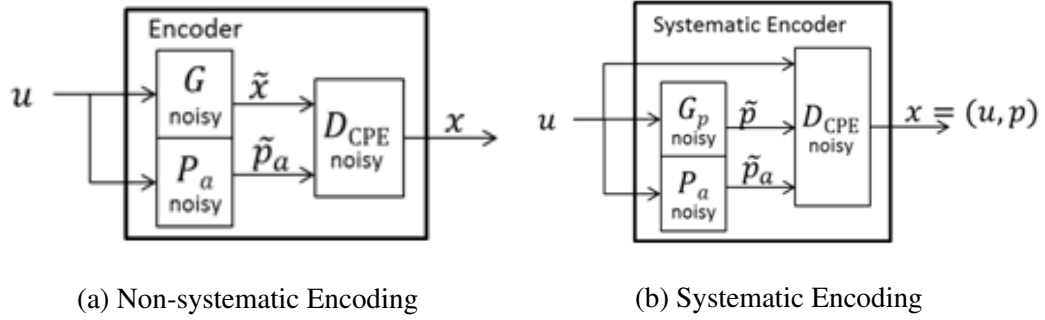 Encoder
u
G
noisy
x̃
P_a
noisy
p̃_a
D_CPE
noisy
x
(a) Non-systematic Encoding
Systematic Encoder
u
G_p
noisy
p̃
P_a
noisy
p̃_a
D_CPE
noisy
x = (u, p)
(b) Systematic Encoding